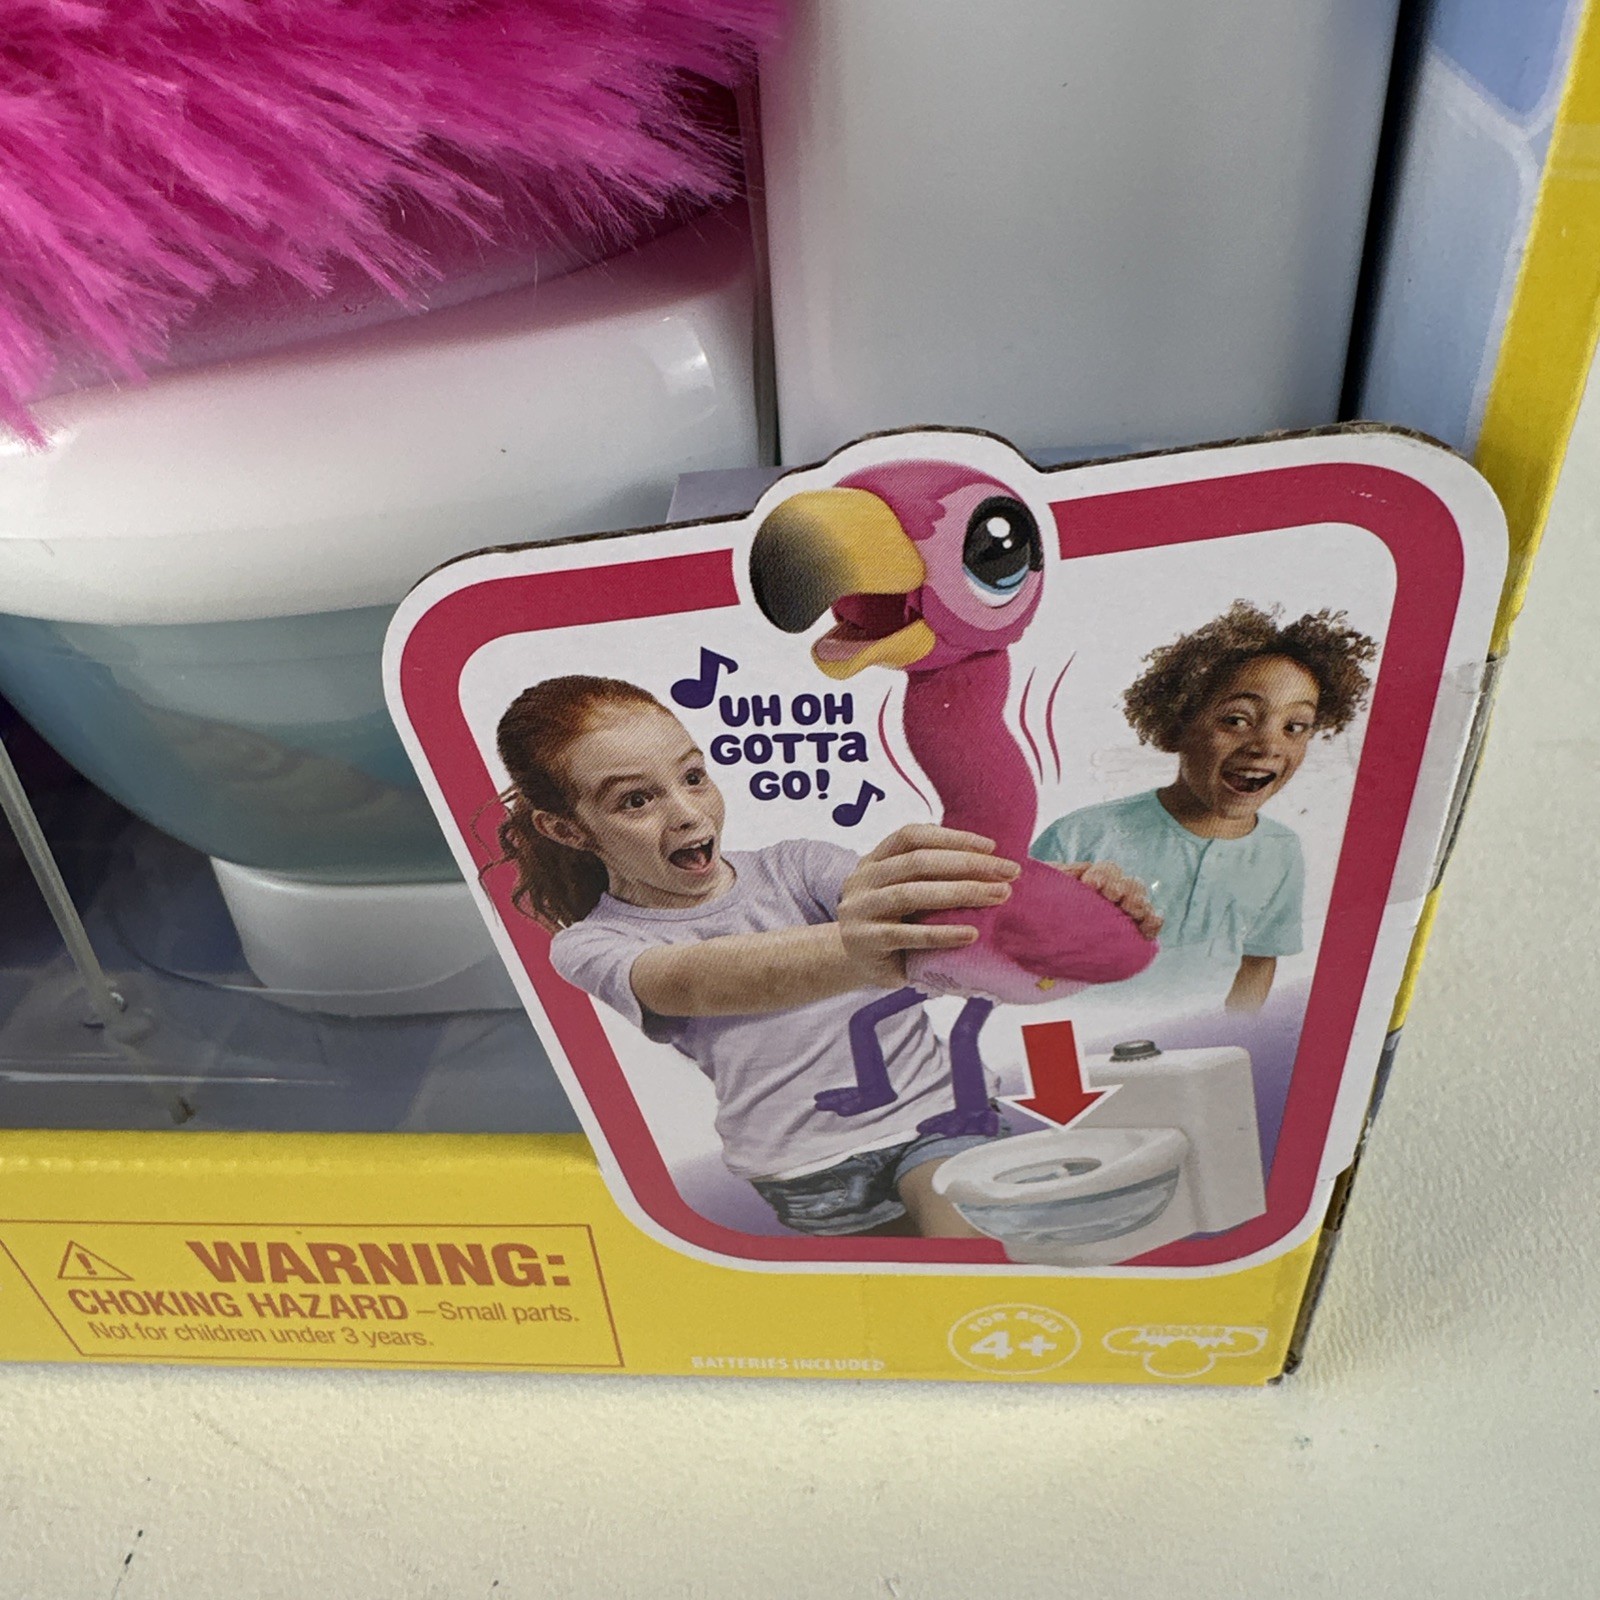 UH OH
GOTTa
GO!
WARNING:
CHOKING HAZARD – Small parts.
Not for children under 3 years.
BATTERIES INCLUDED
FOR AGES
4+
moose